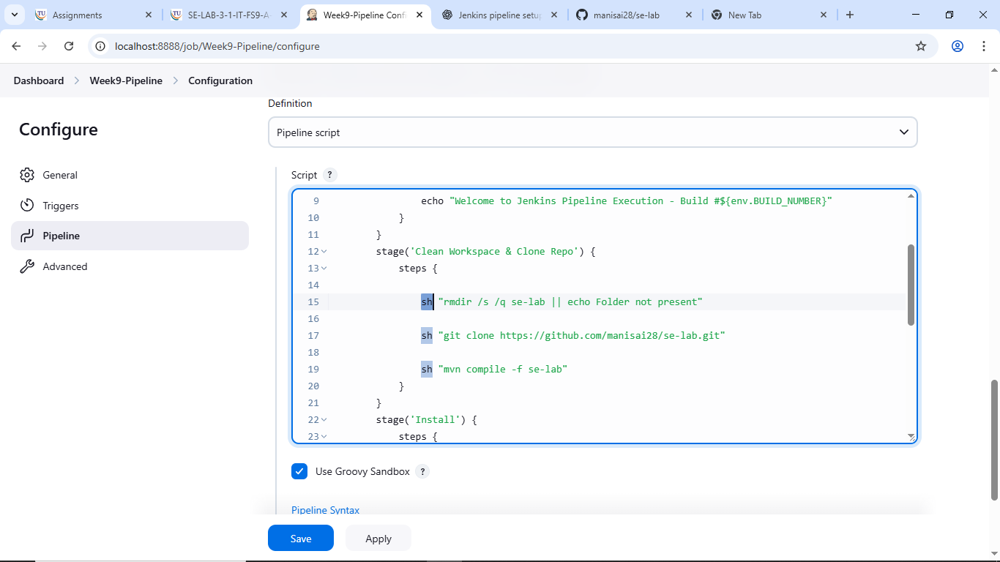 Assignments
SE-LAB-3-1-IT-FS9-A-
Week9-Pipeline Confi
Jenkins pipeline setu
manisai28/se-lab
New Tab
localhost:8888/job/Week9-Pipeline/configure
Dashboard > Week9-Pipeline > Configuration
Configure
General
Triggers
Pipeline
Advanced
Definition
Pipeline script
Script ?
9 echo "Welcome to Jenkins Pipeline Execution - Build #${env.BUILD_NUMBER}"
10 }
11 }
12 stage('Clean Workspace & Clone Repo') {
13 steps {
14
15 sh "rmdir /s /q se-lab || echo Folder not present"
16
17 sh "git clone https://github.com/manisai28/se-lab.git"
18
19 sh "mvn compile -f se-lab"
20 }
21 }
22 stage('Install') {
23 steps {
Use Groovy Sandbox ?
Pipeline Syntax
Save
Apply